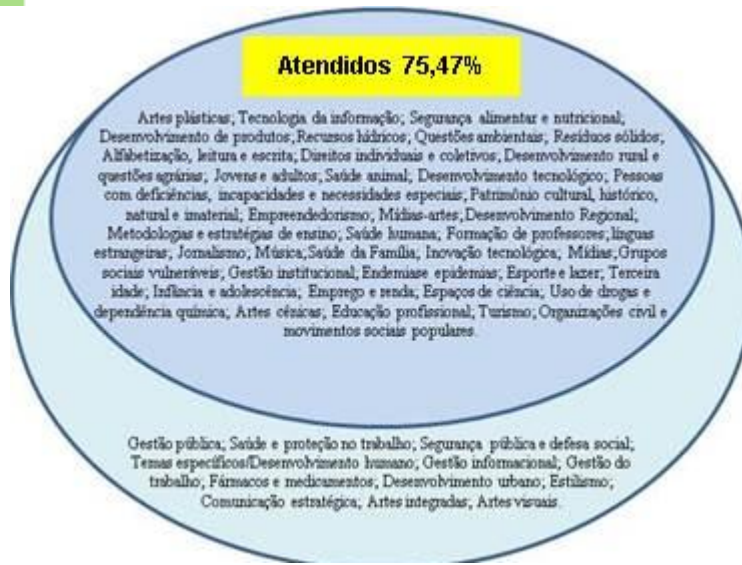 Atendidos 75,47%
Artes plásticas; Tecnologia da informação; Segurança alimentar e nutricional;
Desenvolvimento de produtos; Recursos hídricos; Questões ambientais; Resíduos sólidos;
Alfabetização, leitura e escrita; Direitos individuais e coletivos; Desenvolvimento rural e
questões agrárias; Jovens e adultos; Saúde animal; Desenvolvimento tecnológico; Pessoas
com deficiências, incapacidades e necessidades especiais; Patrimônio cultural, histórico,
natural e imaterial; Empreendedorismo; Mídias-artes; Desenvolvimento Regional;
Metodologias e estratégias de ensino; Saúde humana; Formação de professores; línguas
estrangeiras; Jornalismo; Música; Saúde da Família; Inovação tecnológica; Mídias, Grupos
sociais vulneráveis; Gestão institucional; Endemias e epidemias; Esporte e lazer; Terceira
idade; Infância e adolescência; Emprego e renda; Espaços de ciência; Uso de drogas e
dependência química; Artes cênicas; Educação profissional; Turismo; Organizações civil e
movimentos sociais populares.
Gestão pública; Saúde e proteção no trabalho; Segurança pública e defesa social;
Temas específicos/Desenvolvimento humano; Gestão informacional; Gestão do
trabalho; Fármacos e medicamentos; Desenvolvimento urbano; Estilismo;
Comunicação estratégica; Artes integradas; Artes visuais.